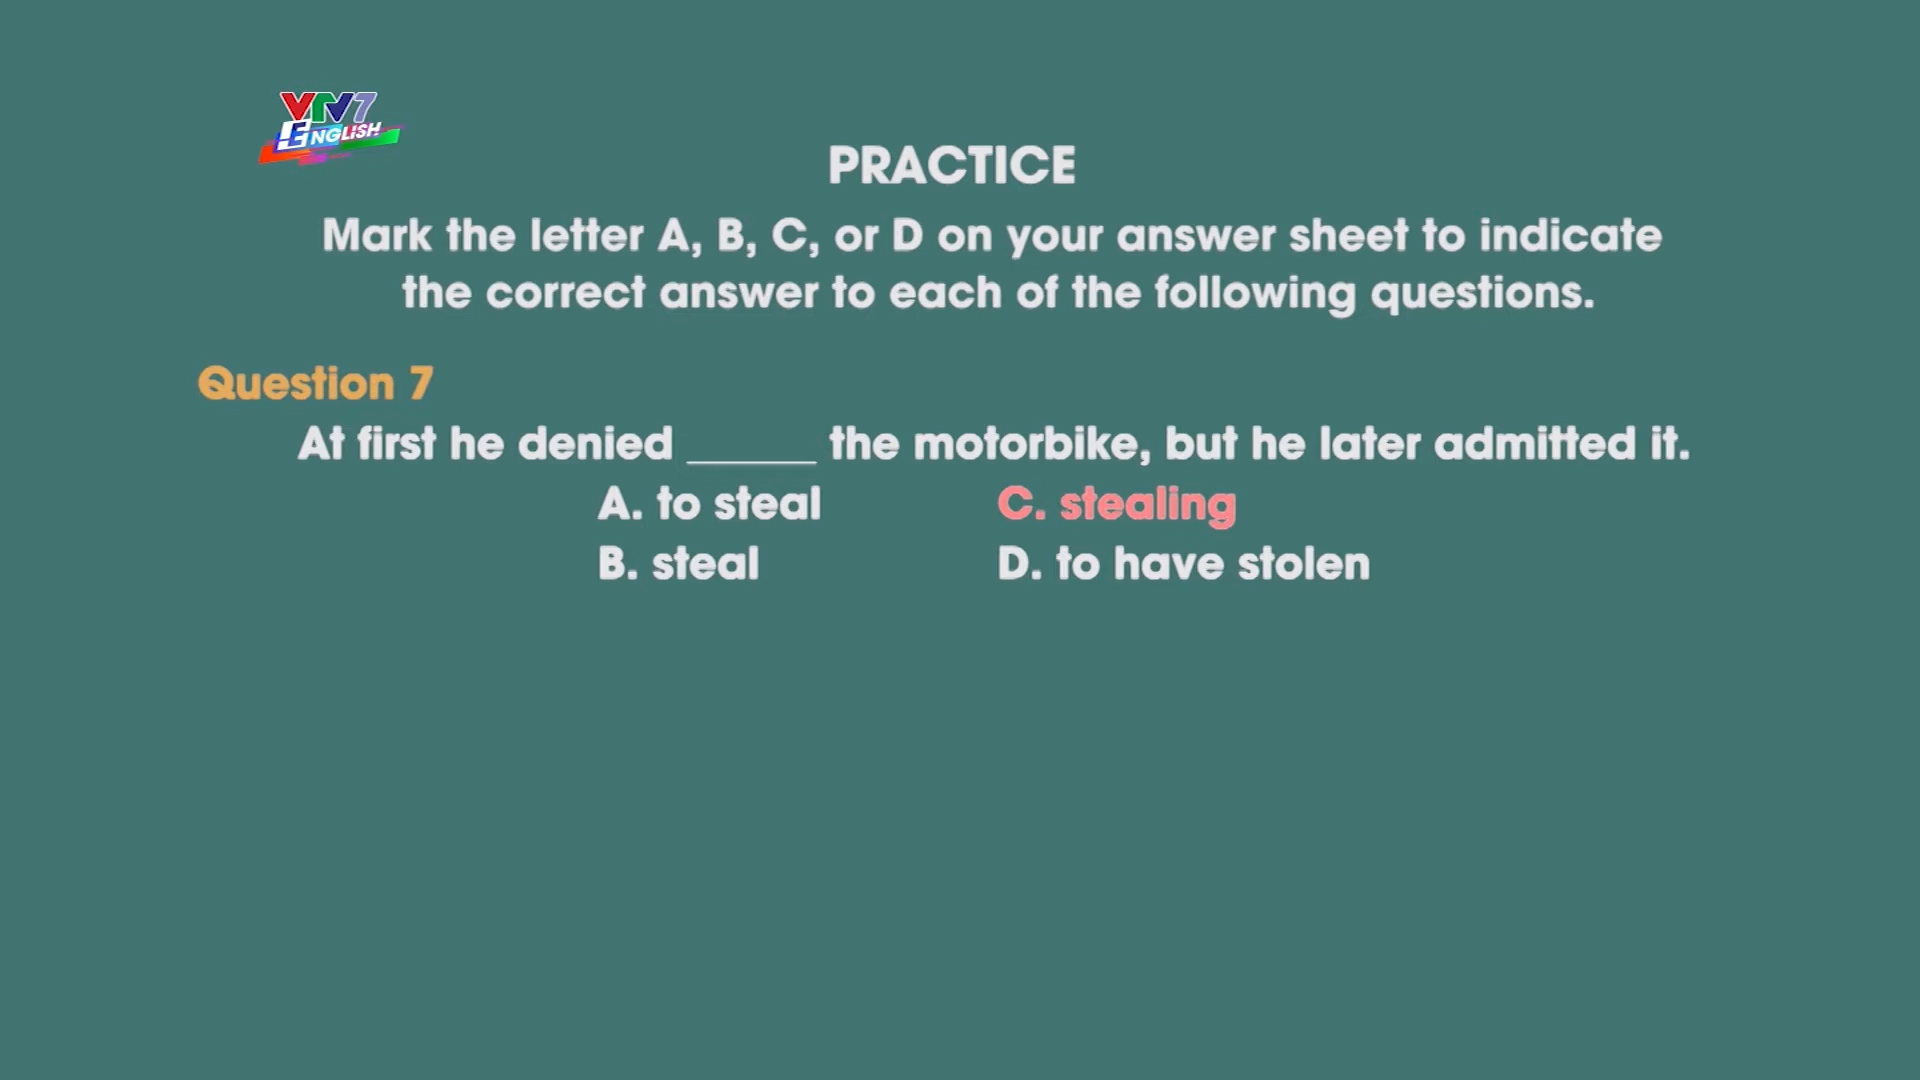 VTV7
ENGLISH
PRACTICE
Mark the letter A, B, C, or D on your answer sheet to indicate
the correct answer to each of the following questions.
Question 7
At first he denied ______ the motorbike, but he later admitted it.
A. to steal C. stealing
B. steal D. to have stolen